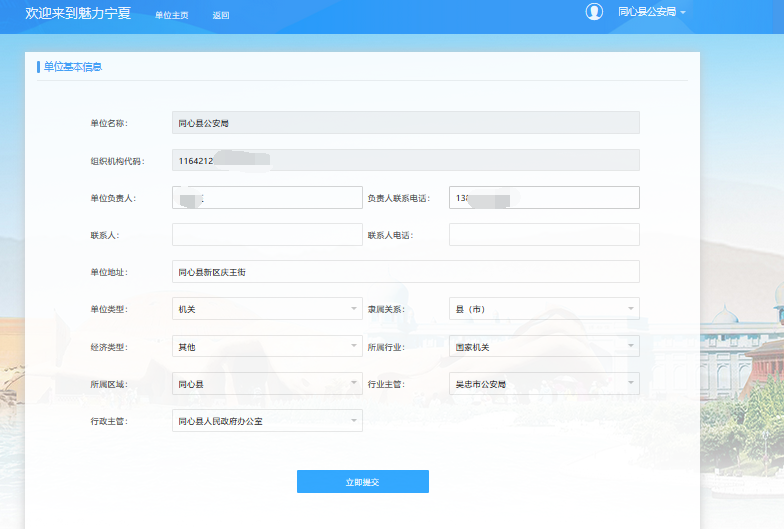 欢迎来到魅力宁夏 单位主页 返回 同心县公安局
单位基本信息
单位名称: 同心县公安局
组织机构代码: 1164212
单位负责人: 负责人联系电话: 138
联系人: 联系人电话:
单位地址: 同心县新区庆王街
单位类型: 机关 隶属关系: 县（市）
经济类型: 其他 所属行业: 国家机关
所属区域: 同心县 行业主管: 吴忠市公安局
行政主管: 同心县人民政府办公室
立即提交